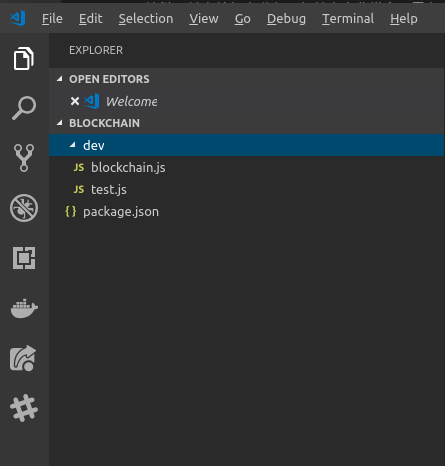 File Edit Selection View Go Debug Terminal Help
EXPLORER
OPEN EDITORS
Welcome
BLOCKCHAIN
dev
JS blockchain.js
JS test.js
{ } package.json